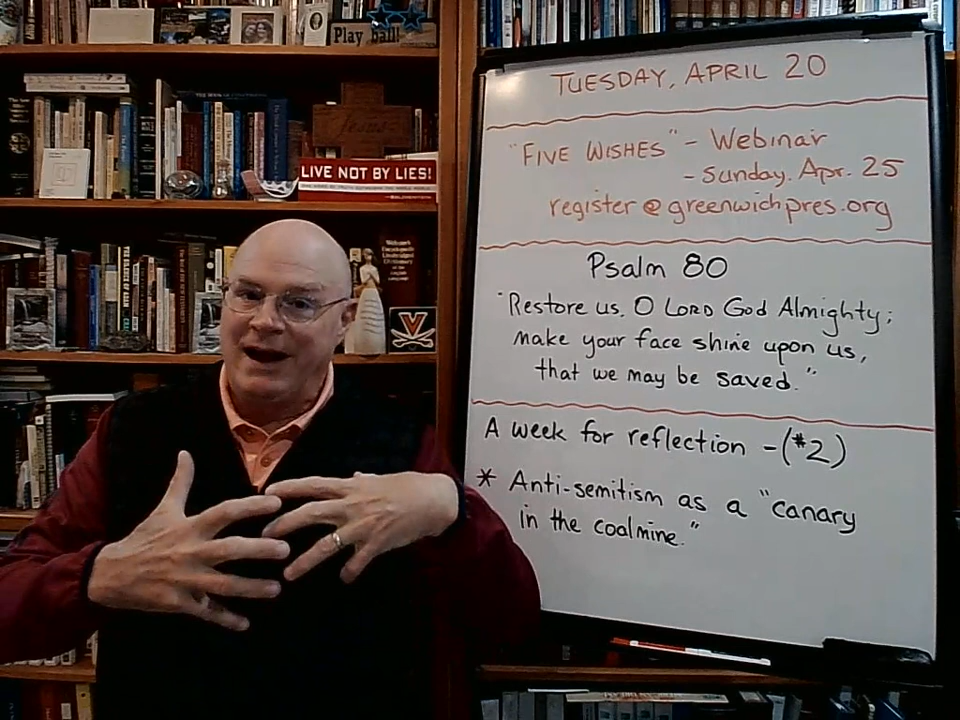 Play ball!
Jesus
LIVE NOT BY LIES!
TUESDAY, APRIL 20
"FIVE WISHES" - Webinar
- Sunday, Apr. 25
register@greenwichpres.org
Psalm 80
"Restore us, O LORD God Almighty;
make your face shine upon us,
that we may be saved."
A week for reflection - (#2)
* Anti-semitism as a "canary
in the coalmine."